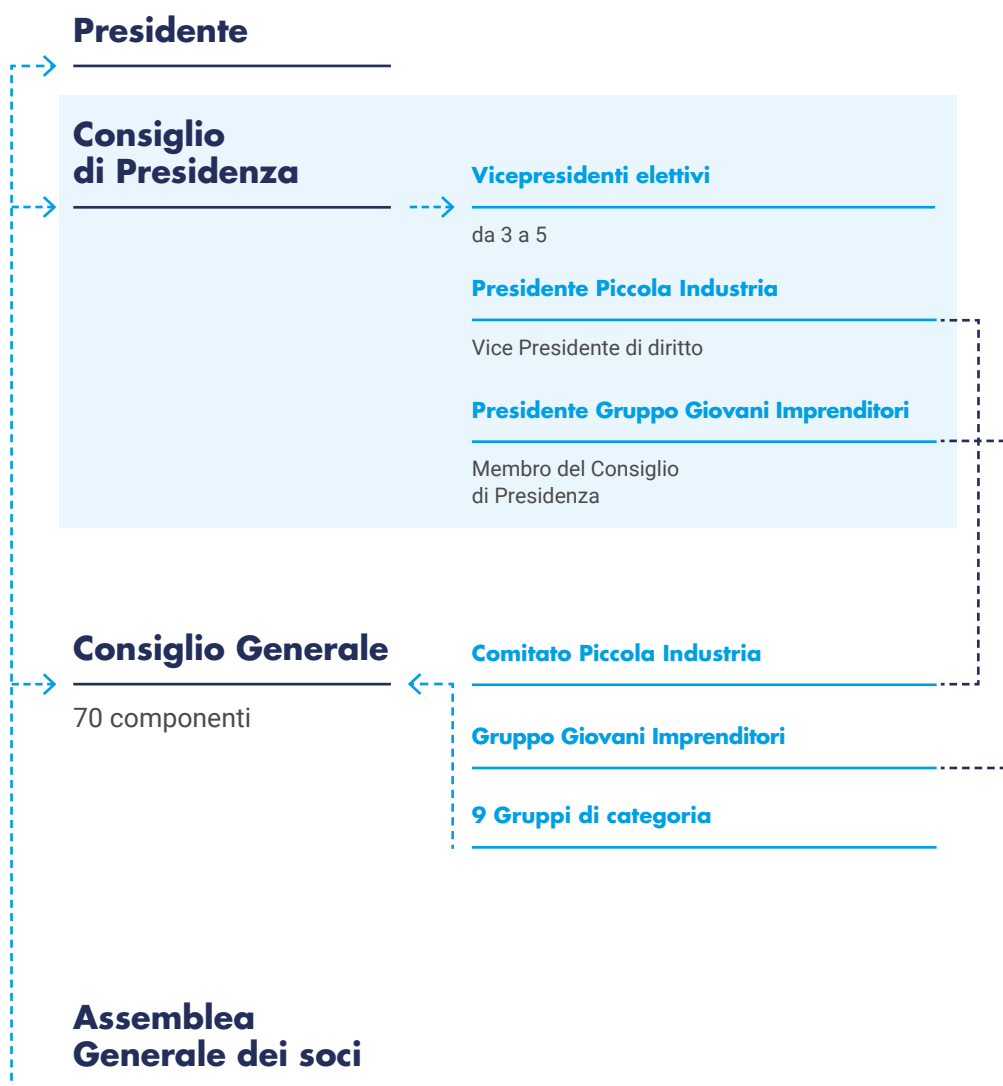 Presidente
Consiglio
di Presidenza
Vicepresidenti elettivi
da 3 a 5
Presidente Piccola Industria
Vice Presidente di diritto
Presidente Gruppo Giovani Imprenditori
Membro del Consiglio
di Presidenza
Consiglio Generale
70 componenti
Comitato Piccola Industria
Gruppo Giovani Imprenditori
9 Gruppi di categoria
Assemblea
Generale dei soci